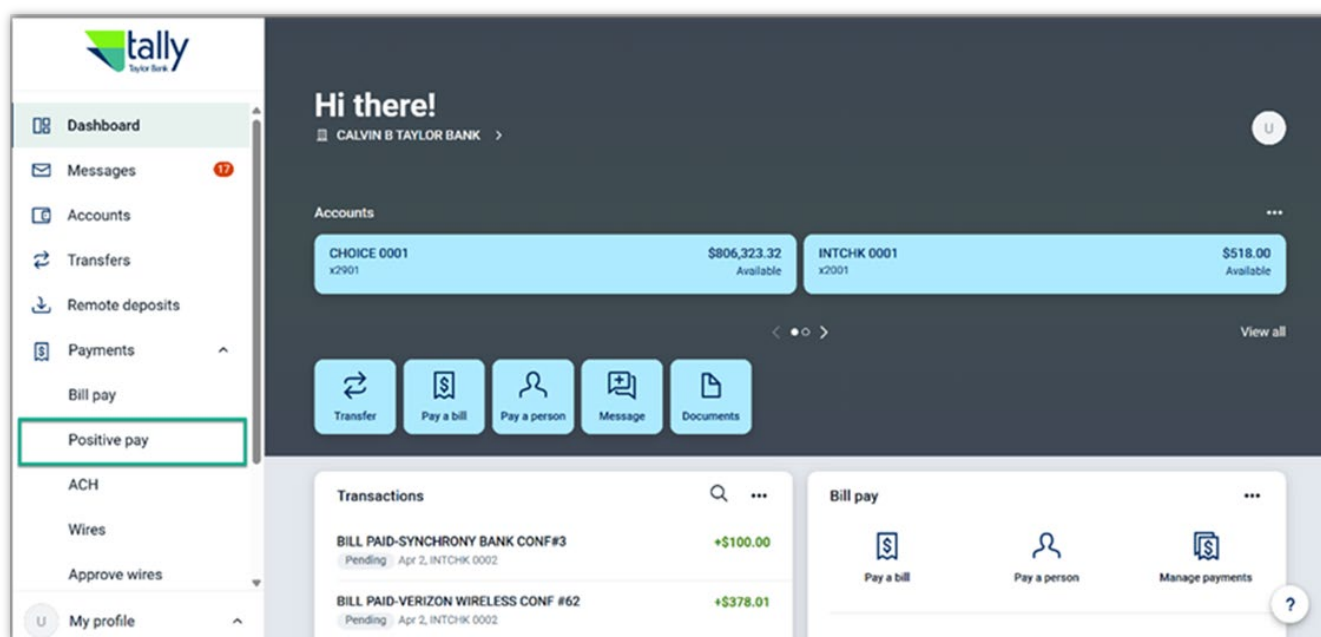 tally
Taylor Bank
Dashboard
Messages 17
Accounts
Transfers
Remote deposits
Payments
Bill pay
Positive pay
ACH
Wires
Approve wires
U My profile
Hi there!
CALVIN B TAYLOR BANK
U
Accounts
CHOICE 0001 $806,323.32
x2901 Available
INTCHK 0001 $518.00
x2001 Available
View all
Transfer Pay a bill Pay a person Message Documents
Transactions
BILL PAID-SYNCHRONY BANK CONF#3 +$100.00
Pending Apr 2, INTCHK 0002
BILL PAID-VERIZON WIRELESS CONF #62 +$378.01
Pending Apr 2, INTCHK 0002
Bill pay
Pay a bill Pay a person Manage payments
?